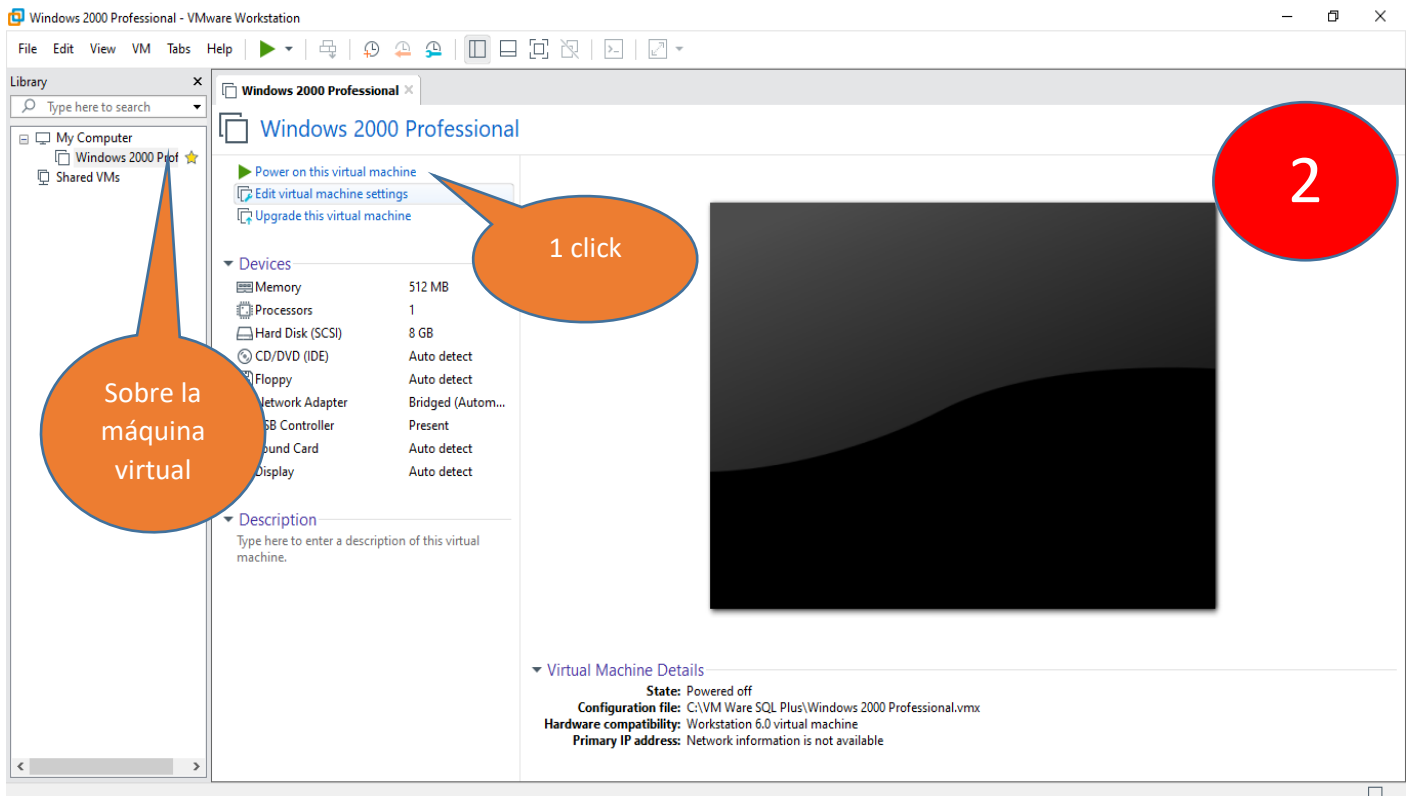 Windows 2000 Professional - VMware Workstation
File Edit View VM Tabs Help
Library
Type here to search
My Computer
Windows 2000 Prof
Shared VMs
Windows 2000 Professional
Windows 2000 Professional
Power on this virtual machine
Edit virtual machine settings
Upgrade this virtual machine
Devices
Memory 512 MB
Processors 1
Hard Disk (SCSI) 8 GB
CD/DVD (IDE) Auto detect
Floppy Auto detect
Network Adapter Bridged (Autom...
SB Controller Present
ound Card Auto detect
Display Auto detect
Description
Type here to enter a description of this virtual
machine.
Sobre la
máquina
virtual
1 click
2
Virtual Machine Details
State: Powered off
Configuration file: C:\VM Ware SQL Plus\Windows 2000 Professional.vmx
Hardware compatibility: Workstation 6.0 virtual machine
Primary IP address: Network information is not available